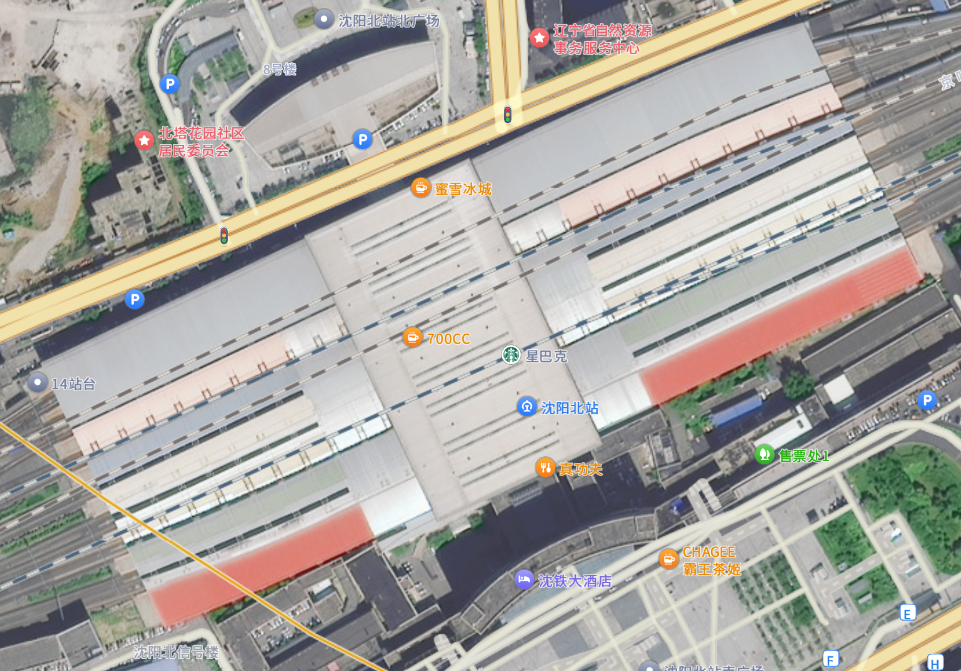 沈阳北站北广场
辽宁省自然资源
事务服务中心
8号楼
P
京
北塔花园社区
居民委员会
P
蜜雪冰城
P
700CC
星巴克
14站台
沈阳北站
P
售票处1
真功夫
CHAGEE
霸王茶姬
沈铁大酒店
E
沈阳北信号楼
F
H